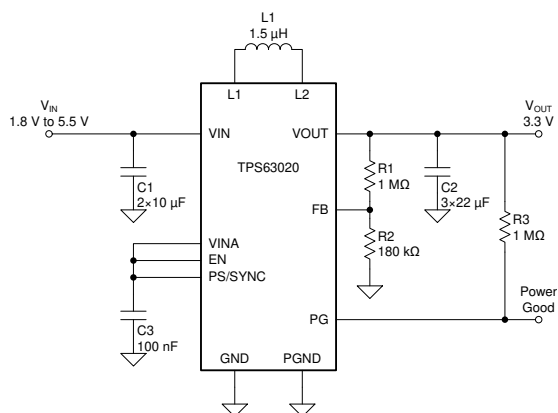 L1
1.5 µH
L1
L2
VIN
1.8 V to 5.5 V
VOUT
3.3 V
VIN
VOUT
TPS63020
C1
2×10 µF
R1
1 MΩ
C2
3×22 µF
FB
R2
180 kΩ
R3
1 MΩ
VINA
EN
PS/SYNC
C3
100 nF
PG
Power
Good
GND
PGND